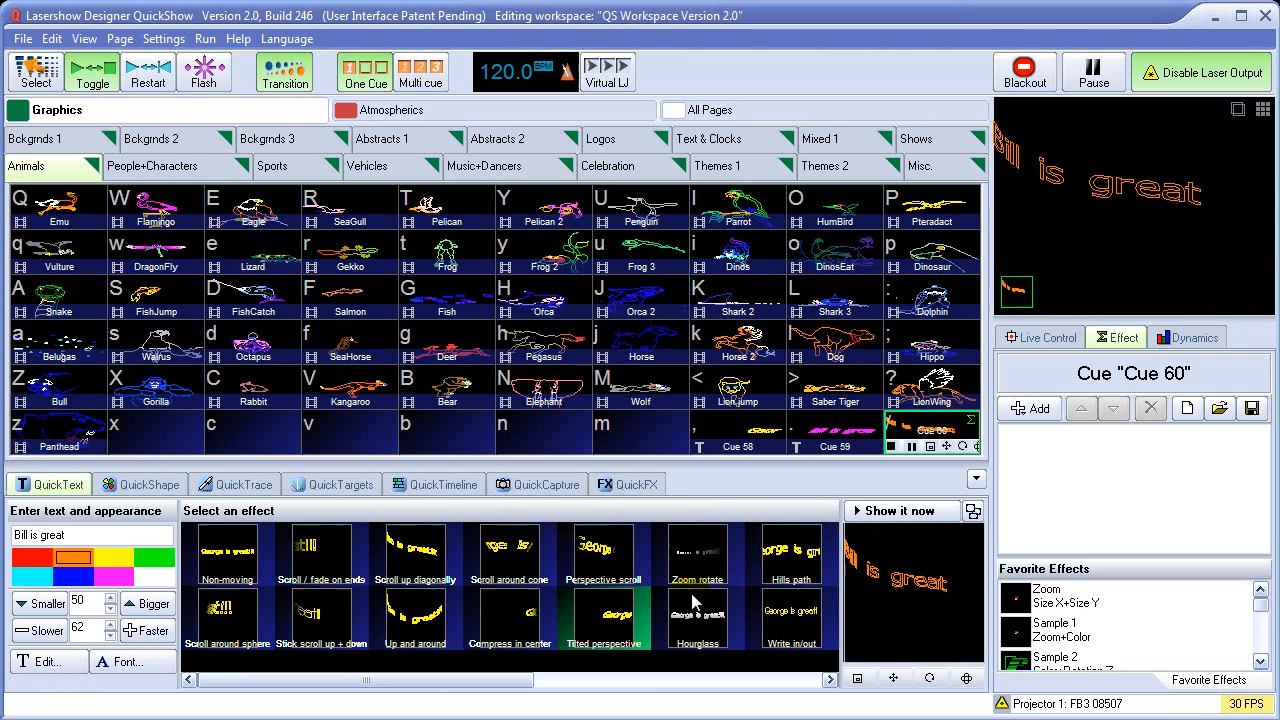 Lasershow Designer QuickShow Version 2.0, Build 246 (User Interface Patent Pending) Editing workspace: "QS Workspace Version 2.0"
File Edit View Page Settings Run Help Language
Select Toggle Restart Flash Transition One Cue Multi cue 120.0 BPM Virtual LJ Blackout Pause Disable Laser Output
Graphics Atmospherics All Pages
Bckgrnds 1 Bckgrnds 2 Bckgrnds 3 Abstracts 1 Abstracts 2 Logos Text & Clocks Mixed 1 Shows
Animals People+Characters Sports Vehicles Music+Dancers Celebration Themes 1 Themes 2 Misc.
Bill is great
Q W E R T Y U I O P
Emu Flamingo Eagle SeaGull Pelican Pelican 2 Penguin Parrot HumBird Pteradact
q w e r t y u i o p
Vulture DragonFly Lizard Gekko Frog Frog 2 Frog 3 Dinos DinosEat Dinosaur
A S D F G H J K L :
Snake FishJump FishCatch Salmon Fish Orca Orca 2 Shark 2 Shark 3 Dolphin
a s d f g h j k l ;
Belugas Walrus Octapus SeaHorse Deer Pegasus Horse Horse 2 Dog Hippo
Z X C V B N M < > ?
Bull Gorilla Rabbit Kangaroo Bear Elephant Wolf LionJump Saber Tiger LionWing
z x c v b n m , .
Panthead T Cue 58 T Cue 59 Cue 60
Live Control Σ Effect Dynamics
Cue "Cue 60"
Add
QuickText QuickShape QuickTrace QuickTargets QuickTimeline QuickCapture FX QuickFX
Enter text and appearance
Bill is great
Smaller 50 Bigger
Slower 62 Faster
T Edit... A Font...
Select an effect
Non-moving Scroll / rise on ends Scroll up diagonally Scroll around cone Perspective scroll Zoom rotate Hills path
Scroll around sphere Stick scroll up + down Up and around Compress in center Tilted perspective Hourglass Write in/out
Show it now
Bill is great
Favorite Effects
Zoom
Size X+Size Y
Sample 1
Zoom+Color
Sample 2
Favorite Effects
Projector 1: FB3 08507 30 FPS